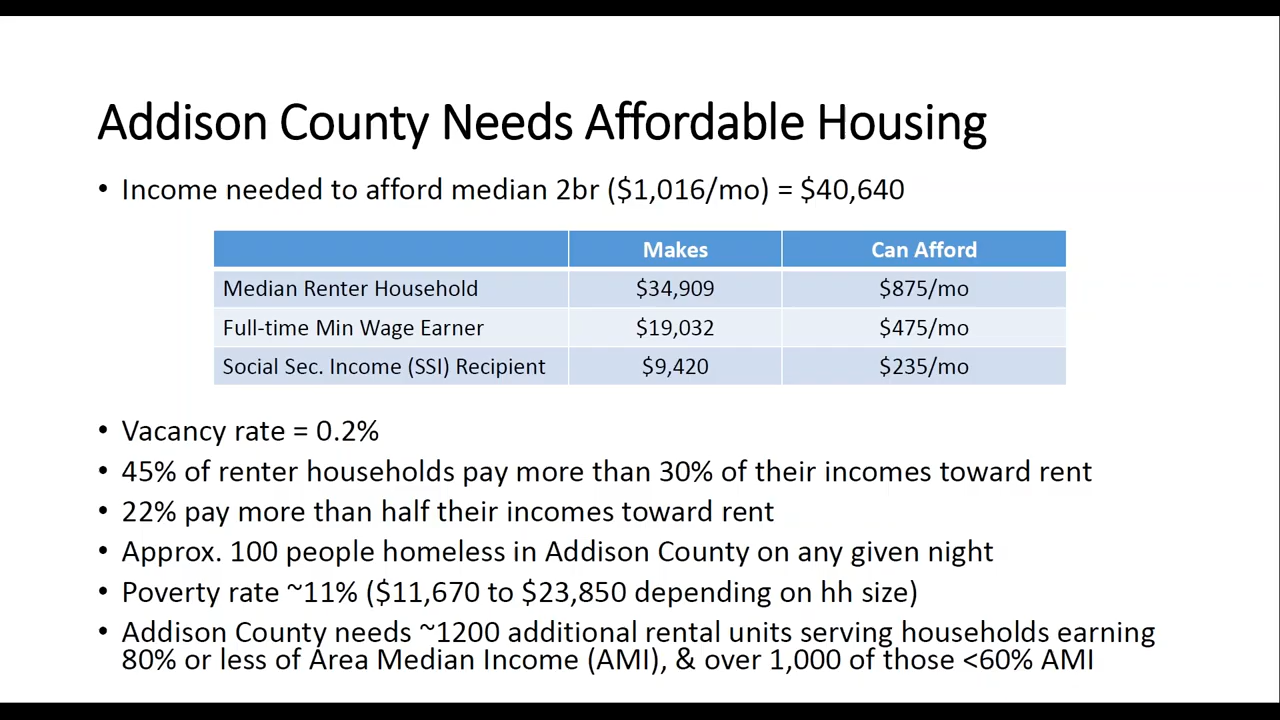 Addison County Needs Affordable Housing
• Income needed to afford median 2br ($1,016/mo) = $40,640
Makes Can Afford
Median Renter Household $34,909 $875/mo
Full-time Min Wage Earner $19,032 $475/mo
Social Sec. Income (SSI) Recipient $9,420 $235/mo
• Vacancy rate = 0.2%
• 45% of renter households pay more than 30% of their incomes toward rent
• 22% pay more than half their incomes toward rent
• Approx. 100 people homeless in Addison County on any given night
• Poverty rate ~11% ($11,670 to $23,850 depending on hh size)
• Addison County needs ~1200 additional rental units serving households earning
80% or less of Area Median Income (AMI), & over 1,000 of those <60% AMI